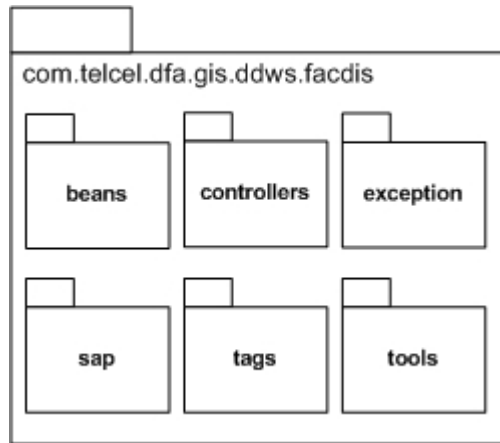 com.telcel.dfa.gis.ddws.facdis
beans controllers exception
sap tags tools